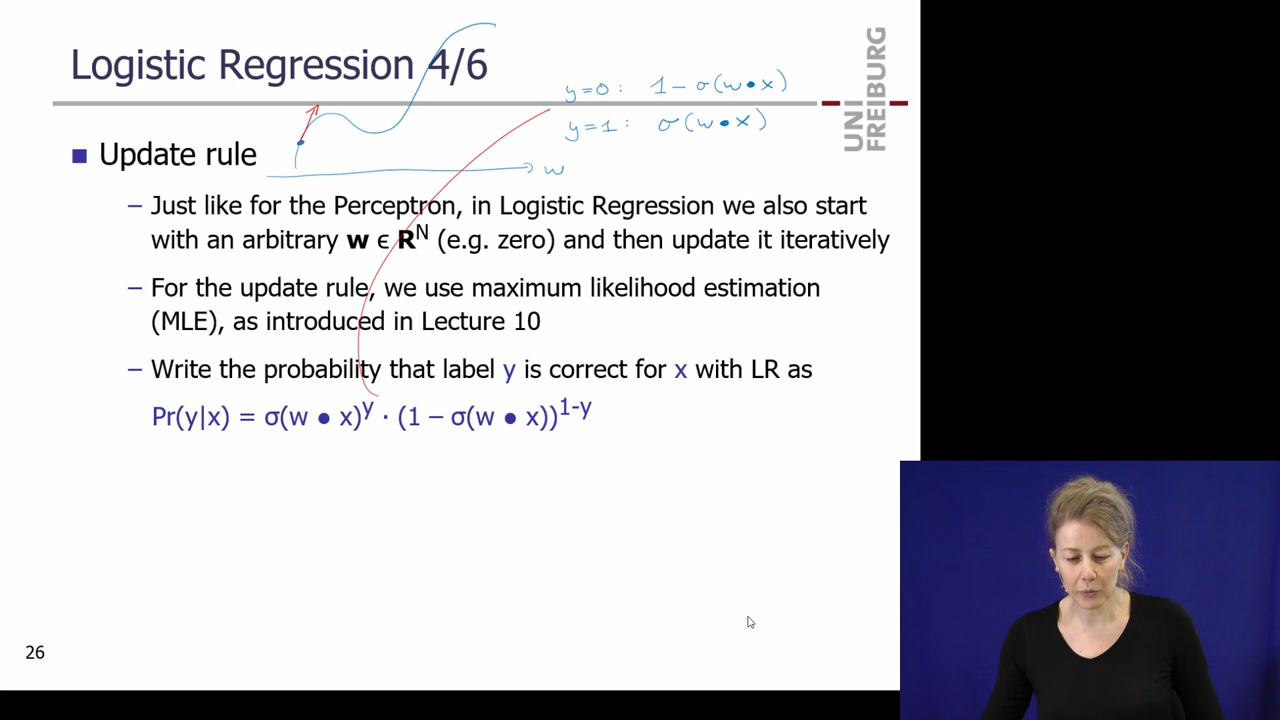 Logistic Regression 4/6
y=0: 1-σ(w•x)
y=1: σ(w•x)
w
UNI
FREIBURG
■ Update rule
– Just like for the Perceptron, in Logistic Regression we also start
with an arbitrary w ϵ R^N (e.g. zero) and then update it iteratively
– For the update rule, we use maximum likelihood estimation
(MLE), as introduced in Lecture 10
– Write the probability that label y is correct for x with LR as
Pr(y|x) = σ(w ● x)^y · (1 – σ(w ● x))^1-y
26